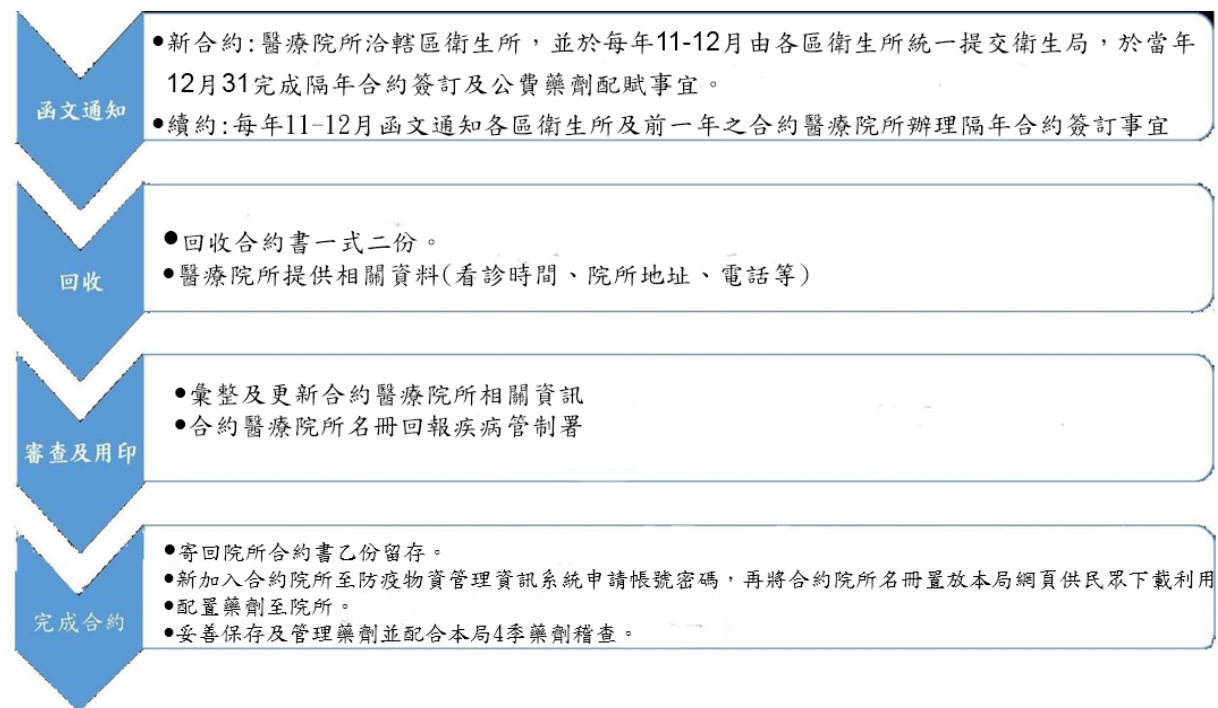 函文通知
●新合約:醫療院所洽轄區衛生所，並於每年11-12月由各區衛生所統一提交衛生局，於當年
12月31完成隔年合約簽訂及公費藥劑配賦事宜。
●續約:每年11-12月函文通知各區衛生所及前一年之合約醫療院所辦理隔年合約簽訂事宜
回收
●回收合約書一式二份。
●醫療院所提供相關資料(看診時間、院所地址、電話等)
審查及用印
●彙整及更新合約醫療院所相關資訊
●合約醫療院所名冊回報疾病管制署
完成合約
●寄回院所合約書乙份留存。
●新加入合約院所至防疫物資管理資訊系統申請帳號密碼，再將合約院所名冊置放本局網頁供民眾下載利用
●配置藥劑至院所。
●妥善保存及管理藥劑並配合本局4季藥劑稽查。